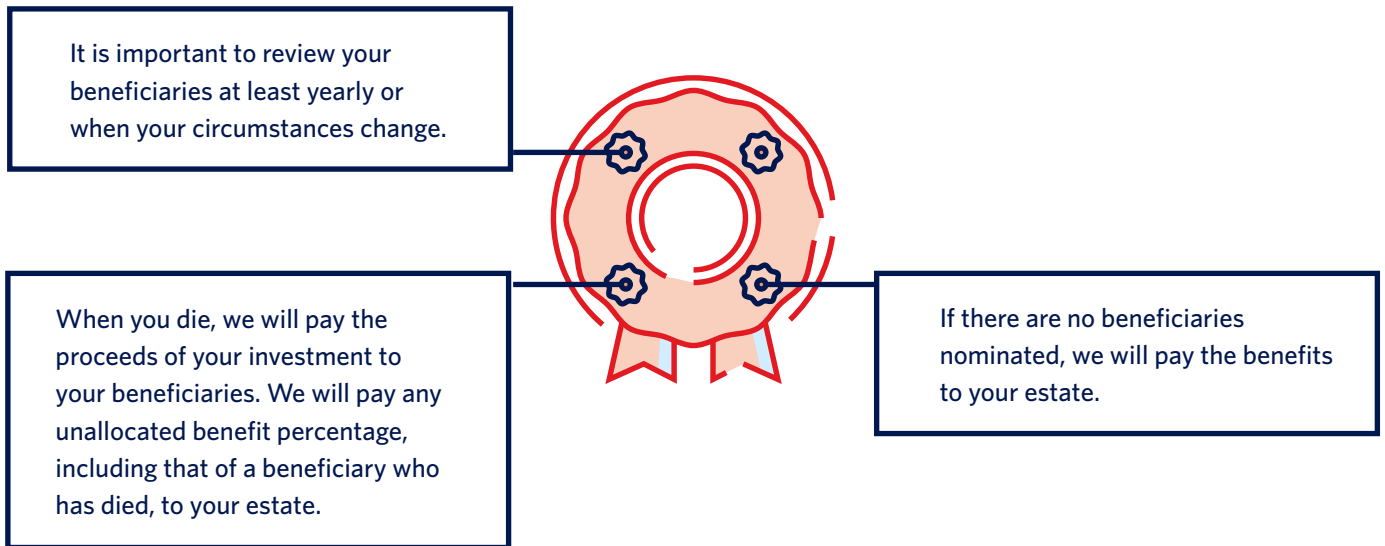 It is important to review your
beneficiaries at least yearly or
when your circumstances change.
When you die, we will pay the
proceeds of your investment to
your beneficiaries. We will pay any
unallocated benefit percentage,
including that of a beneficiary who
has died, to your estate.
If there are no beneficiaries
nominated, we will pay the benefits
to your estate.